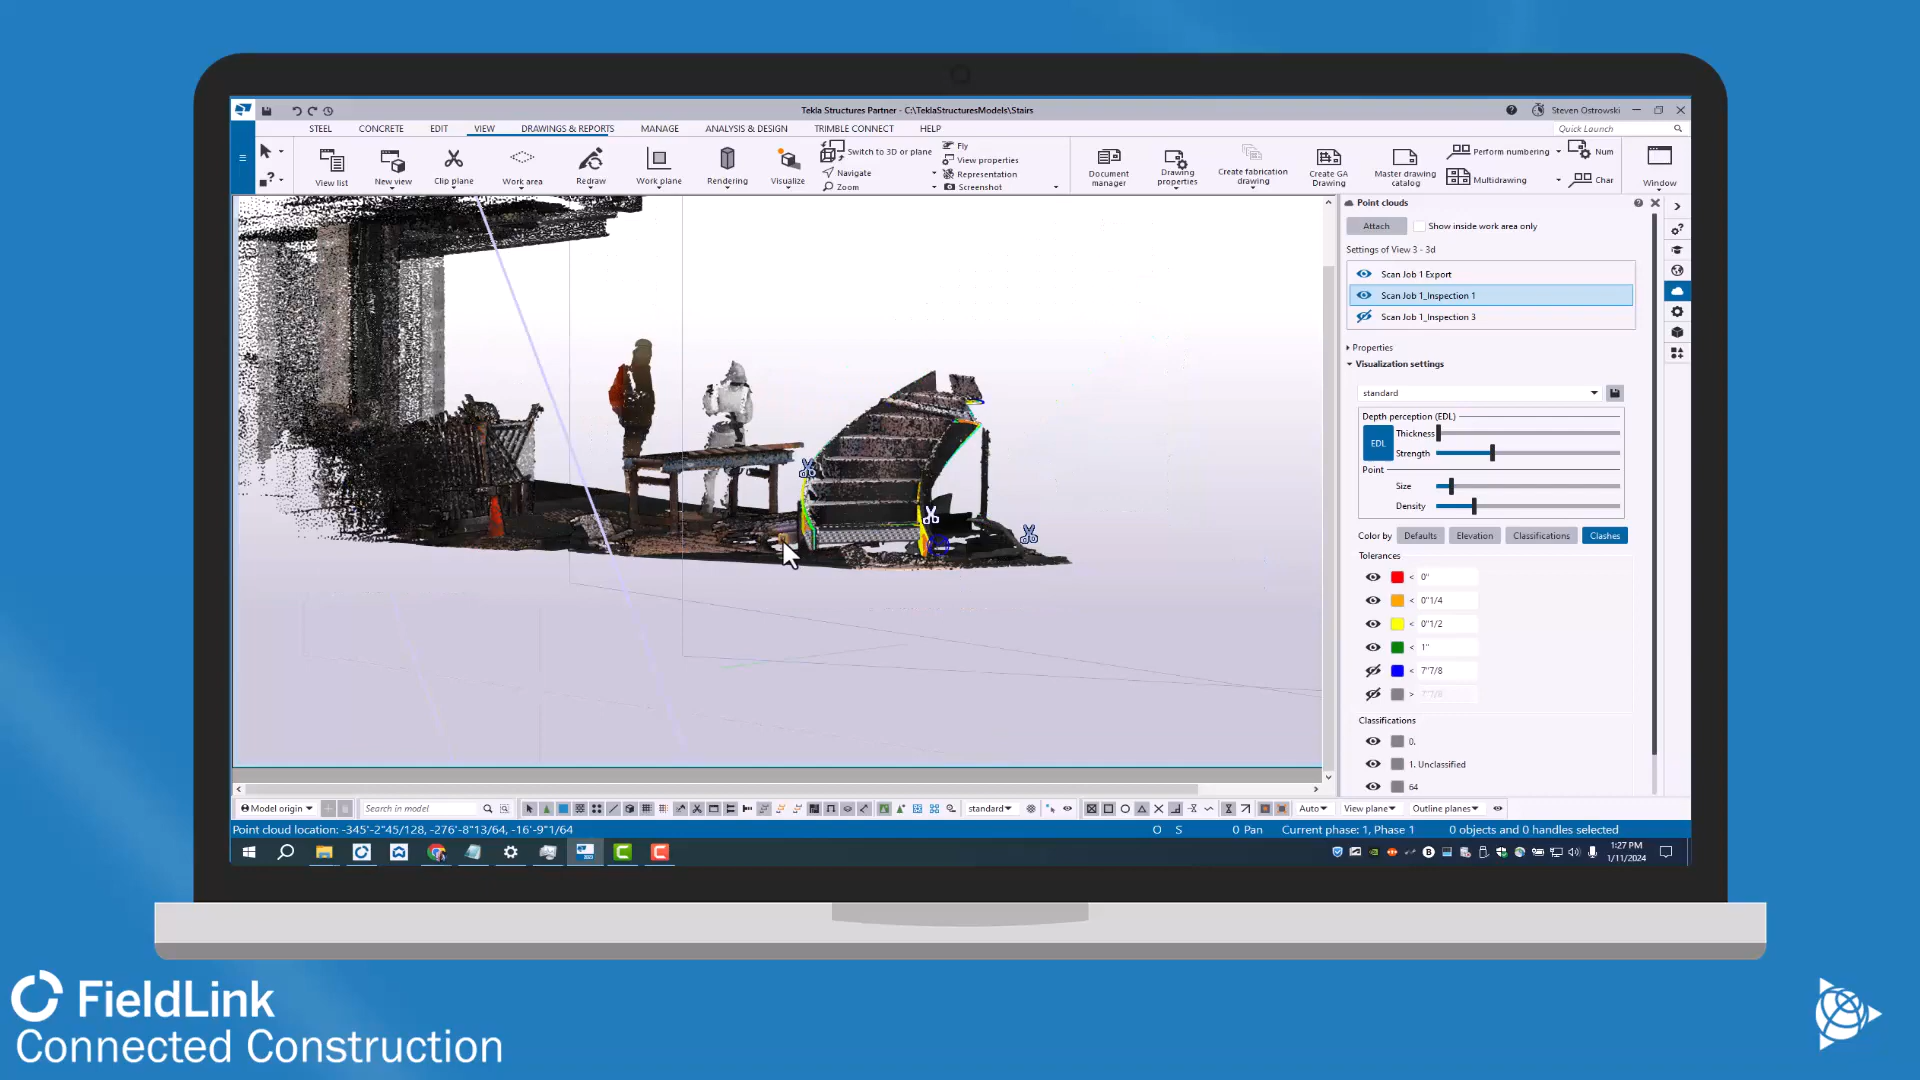 Tekla Structures Partner - C:\TeklaStructuresModels\Stairs
Steven Ostrowski
STEEL CONCRETE EDIT VIEW DRAWINGS & REPORTS MANAGE ANALYSIS & DESIGN TRIMBLE CONNECT HELP
Quick Launch
View list
New view
Clip plane
Work area
Redraw
Work plane
Rendering
Visualize
Switch to 3D or plane
Navigate
Zoom
Fly
View properties
Representation
Screenshot
Document manager
Drawing properties
Create fabrication drawing
Create GA Drawing
Master drawing catalog
Perform numbering
Multidrawing
Num
Char
Window
Point clouds
Attach
Show inside work area only
Settings of View 3 - 3d
Scan Job 1 Export
Scan Job 1_Inspection 1
Scan Job 1_Inspection 3
Properties
Visualization settings
standard
Depth perception (EDL)
EDL
Thickness
Strength
Point
Size
Density
Color by Defaults Elevation Classifications Clashes
Tolerances
< 0"
< 0"1/4
< 0"1/2
< 1"
< 7"7/8
> 7"7/8
Classifications
0.
1. Unclassified
64
Model origin
Search in model
standard
Auto
View plane
Outline planes
Point cloud location: -345'-2"45/128, -276'-8"13/64, -16'-9"1/64
O S 0 Pan Current phase: 1, Phase 1 0 objects and 0 handles selected
1:27 PM
1/11/2024
FieldLink
Connected Construction